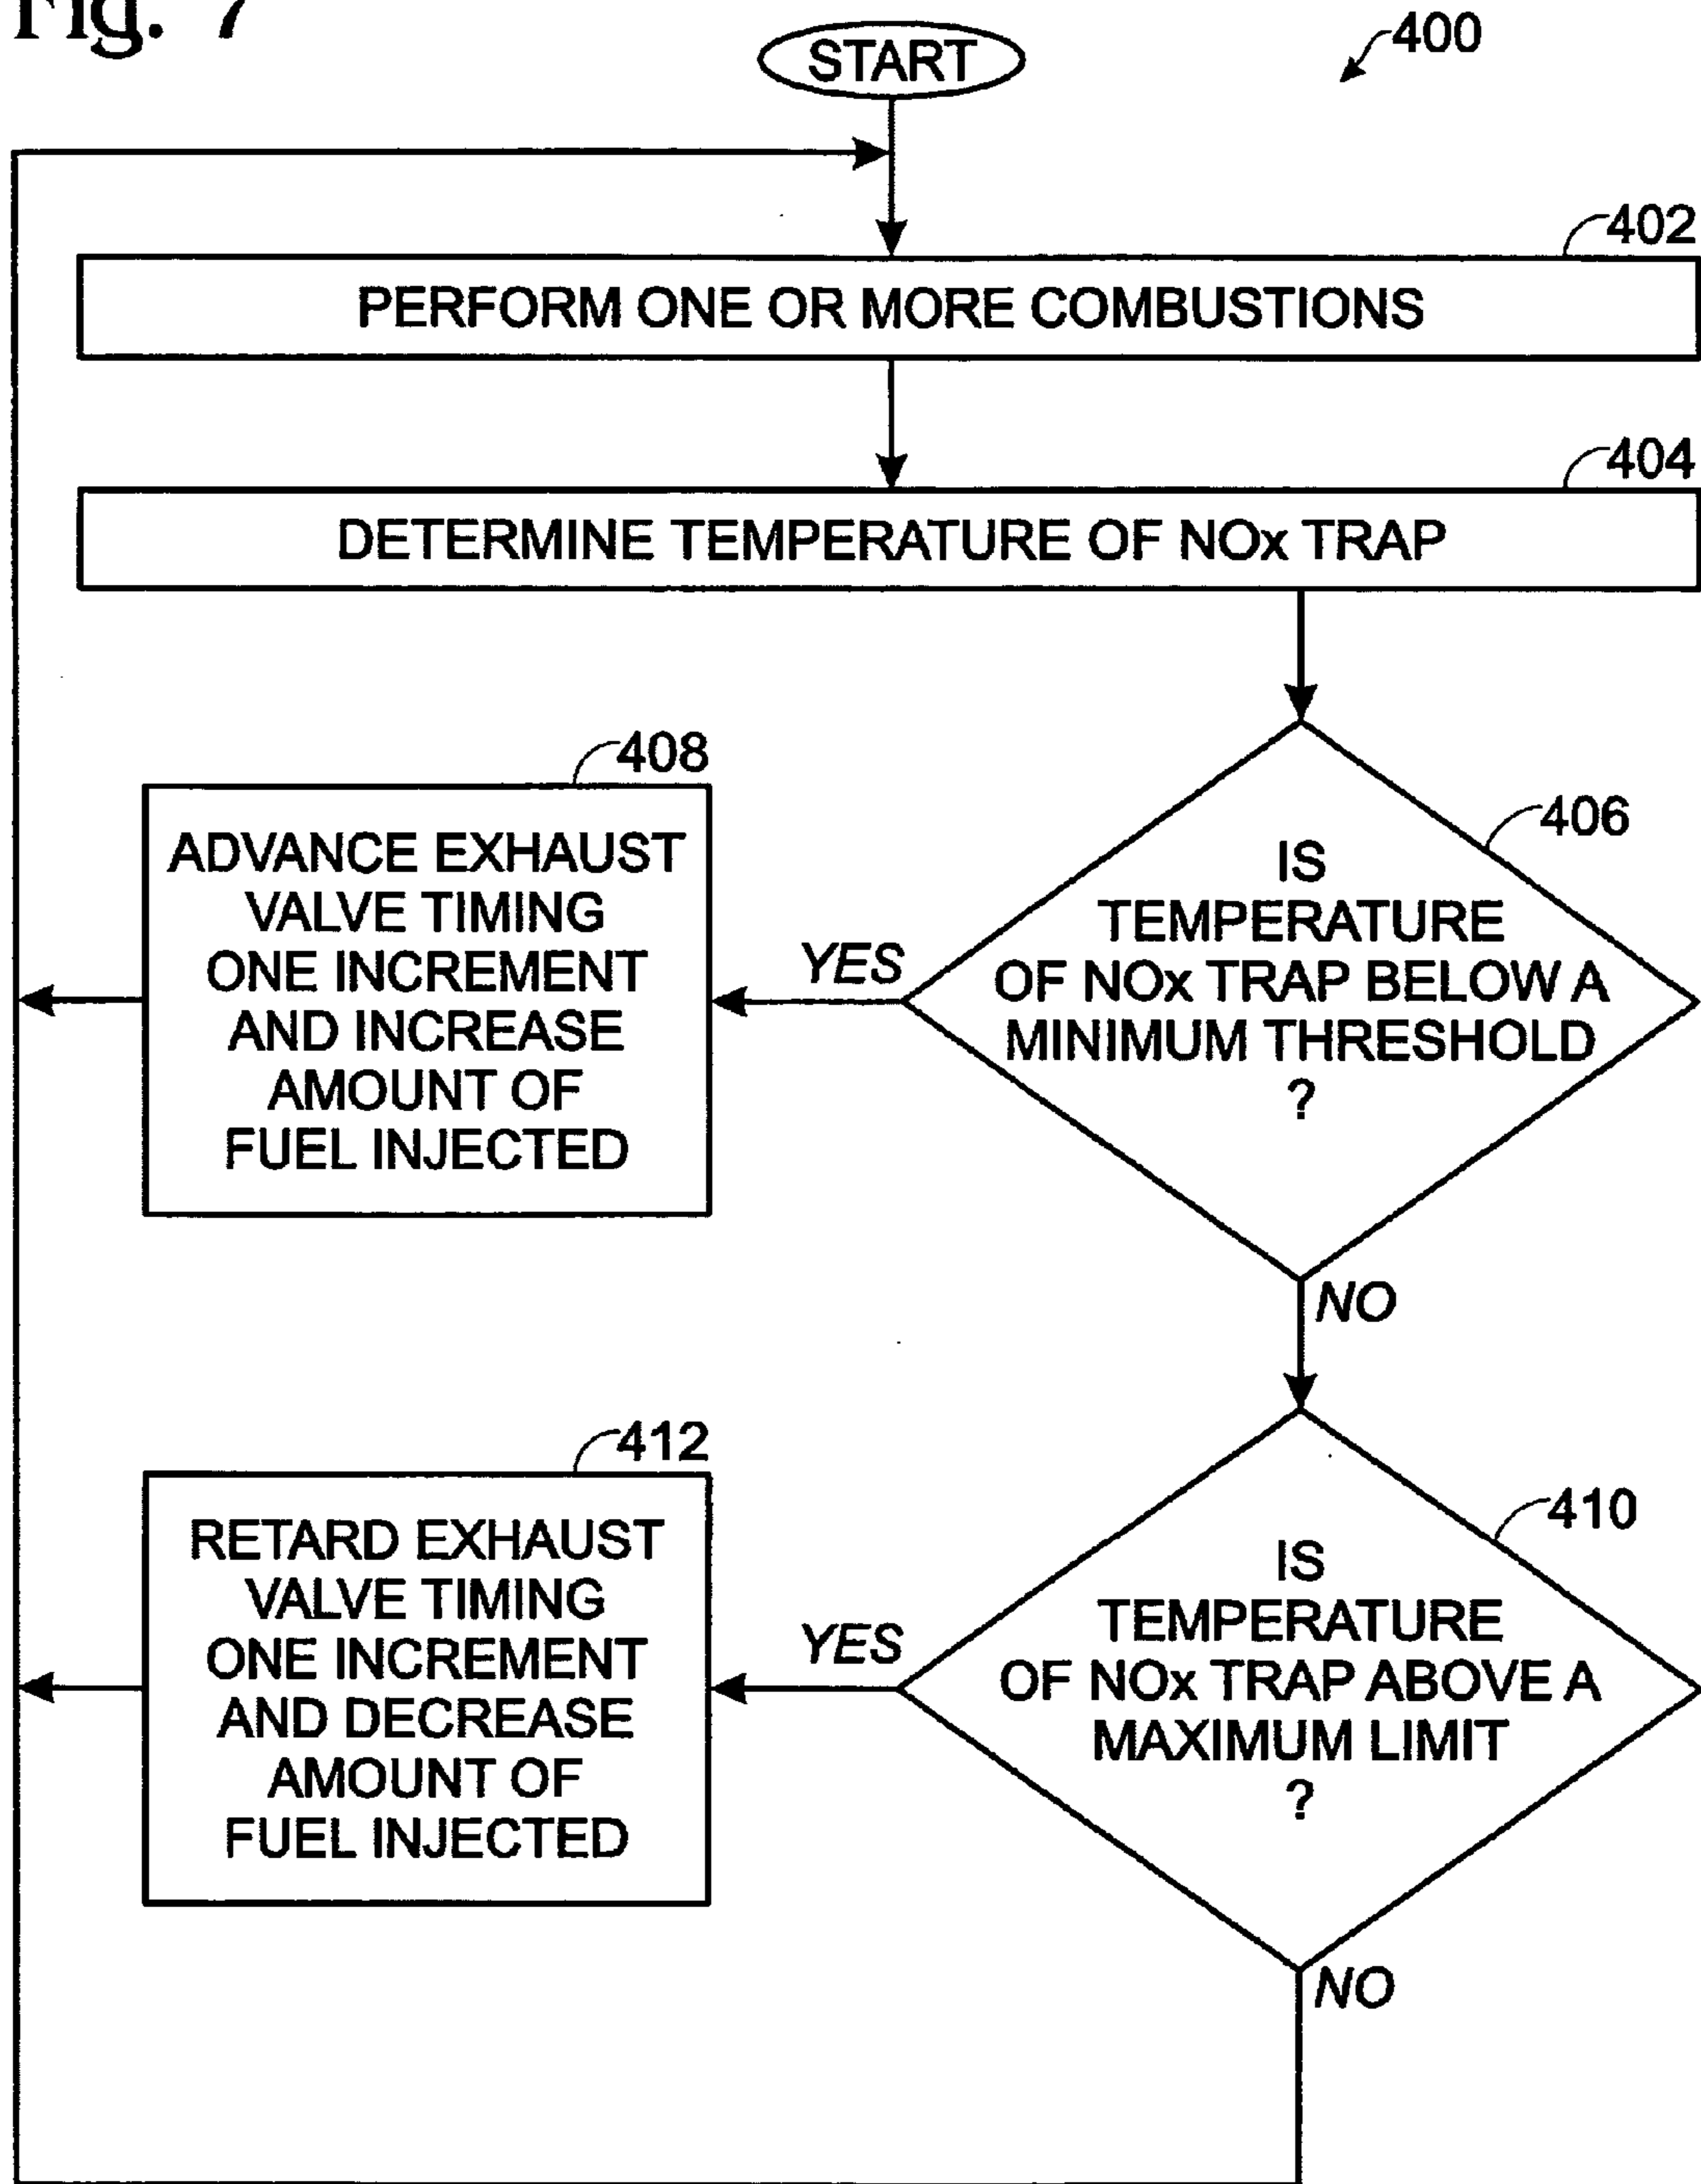 Fig. 7
START
400
402
PERFORM ONE OR MORE COMBUSTIONS
404
DETERMINE TEMPERATURE OF NOx TRAP
408
ADVANCE EXHAUST
VALVE TIMING
ONE INCREMENT
AND INCREASE
AMOUNT OF
FUEL INJECTED
YES
406
IS
TEMPERATURE
OF NOx TRAP BELOW A
MINIMUM THRESHOLD
?
NO
412
RETARD EXHAUST
VALVE TIMING
ONE INCREMENT
AND DECREASE
AMOUNT OF
FUEL INJECTED
YES
410
IS
TEMPERATURE
OF NOx TRAP ABOVE A
MAXIMUM LIMIT
?
NO